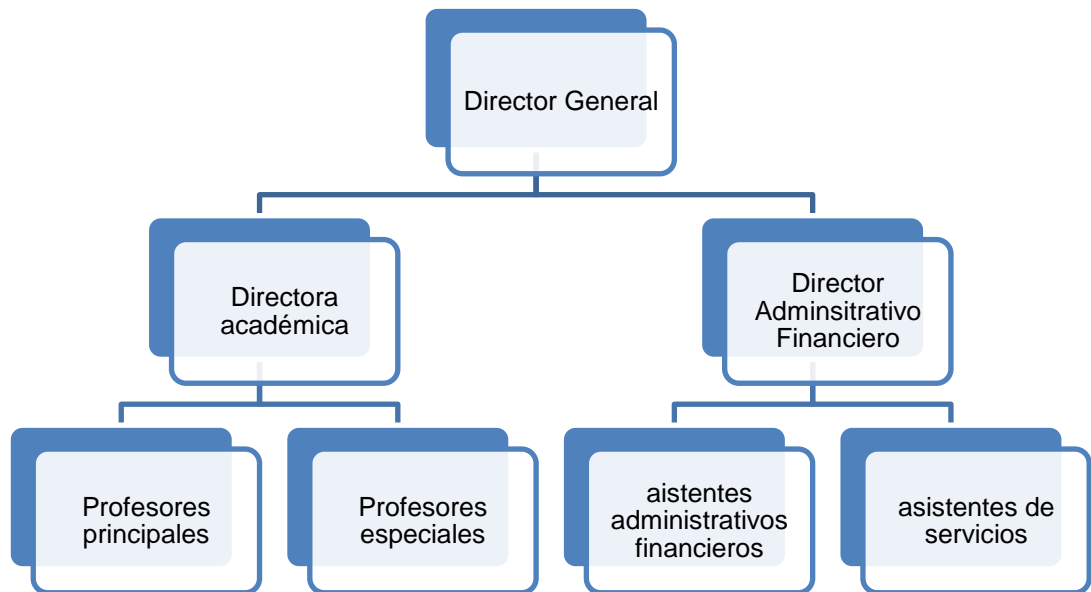 Director General
Directora
académica
Director
Adminsitrativo
Financiero
Profesores
principales
Profesores
especiales
aistentes
administrativos
financieros
asistentes de
servicios